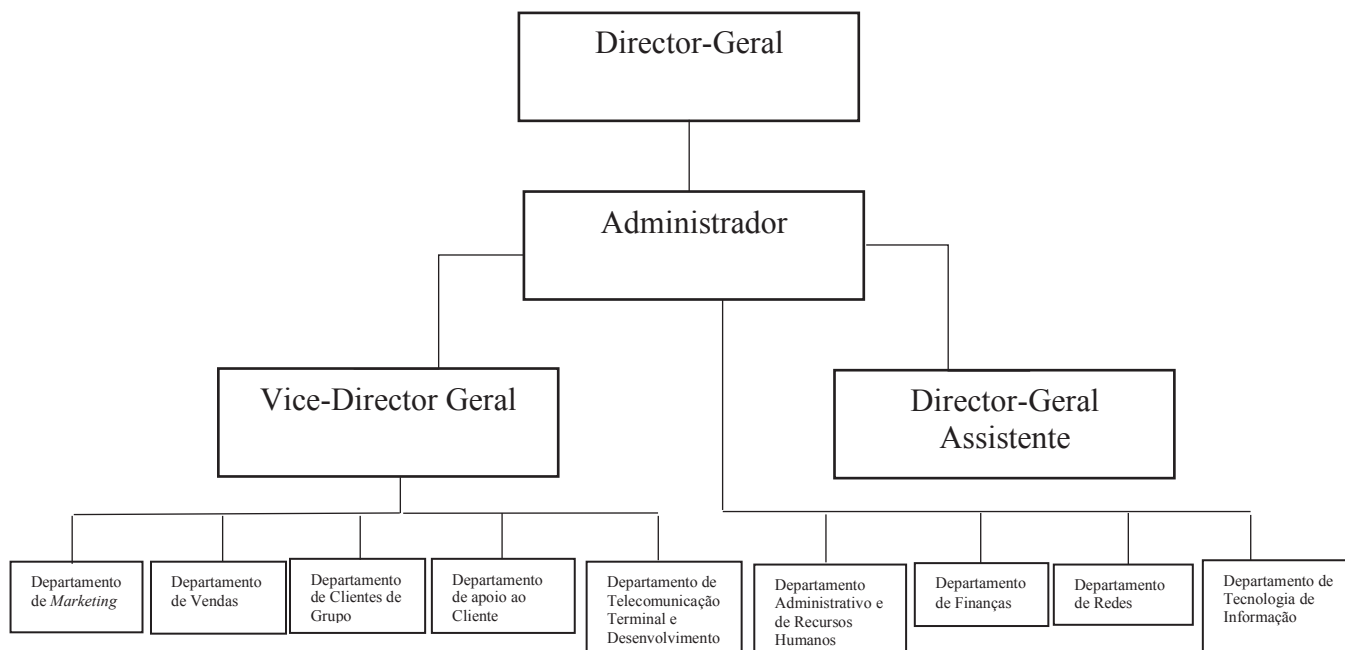 Director-Geral
Administrador
Vice-Director Geral
Director-Geral
Assistente
Departamento
de Marketing
Departamento
de Vendas
Departamento
de Clientes de
Grupo
Departamento
de apoio ao
Cliente
Departamento de
Telecomunicação
Terminal e
Desenvolvimento
Departamento
Administrativo e
de Recursos
Humanos
Departamento
de Finanças
Departamento
de Redes
Departamento de
Tecnologia de
Informação